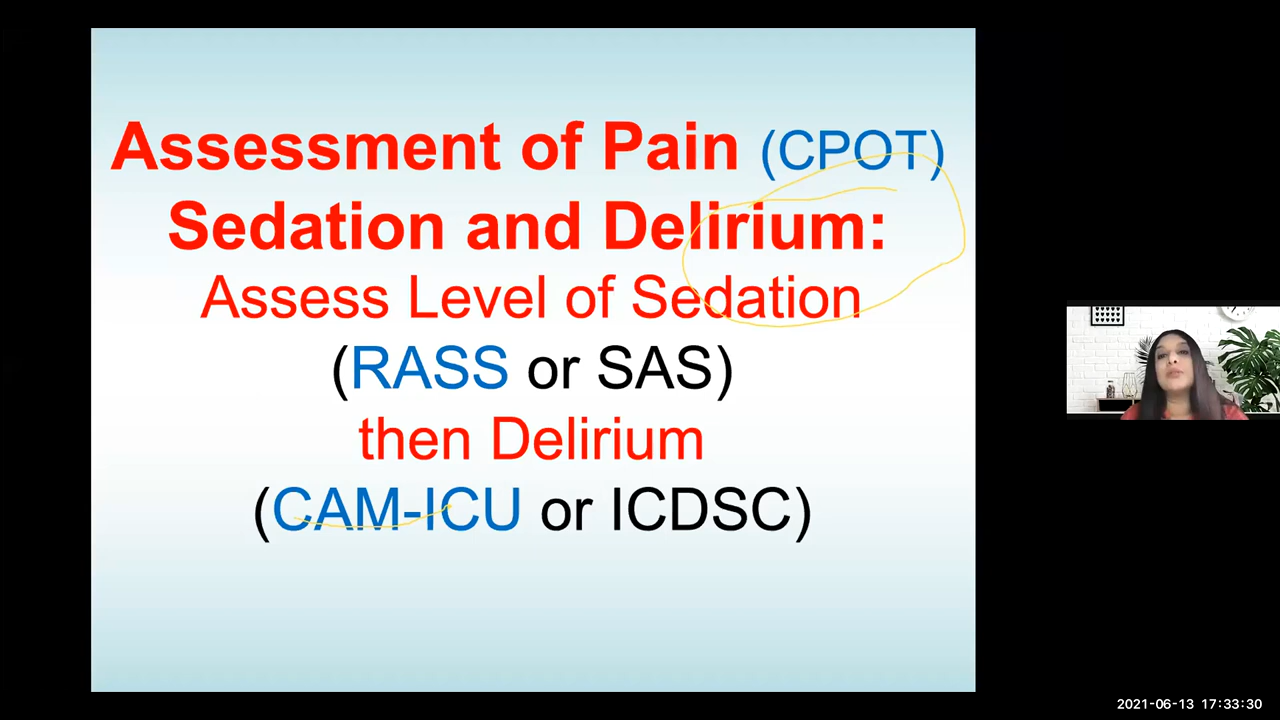 Assessment of Pain (CPOT)
Sedation and Delirium:
Assess Level of Sedation
(RASS or SAS)
then Delirium
(CAM-ICU or ICDSC)
2021-06-13 17:33:30